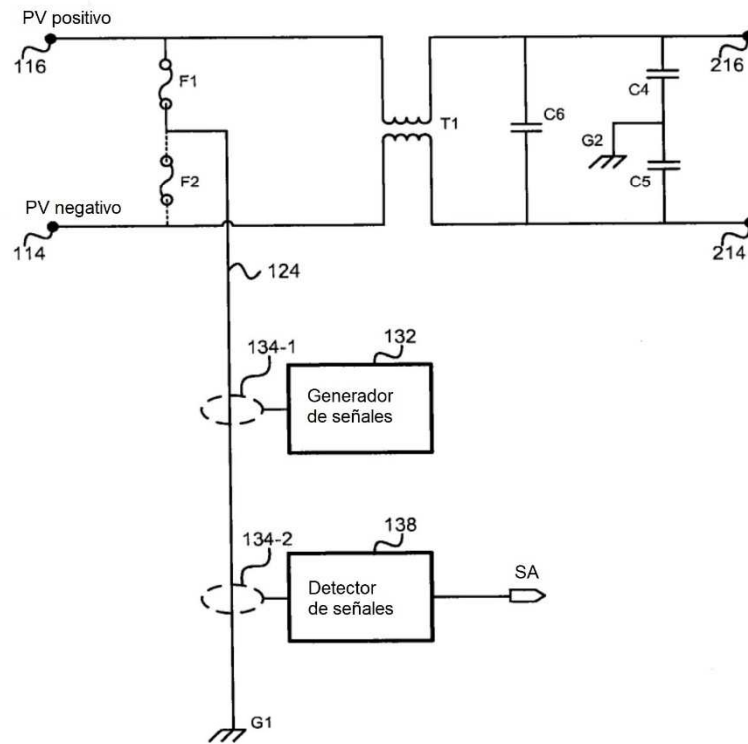 PV positivo
116
F1
F2
PV negativo
114
T1
C6
C4
G2
C5
216
214
124
134-1
132
Generador
de señales
134-2
138
Detector
de señales
SA
G1